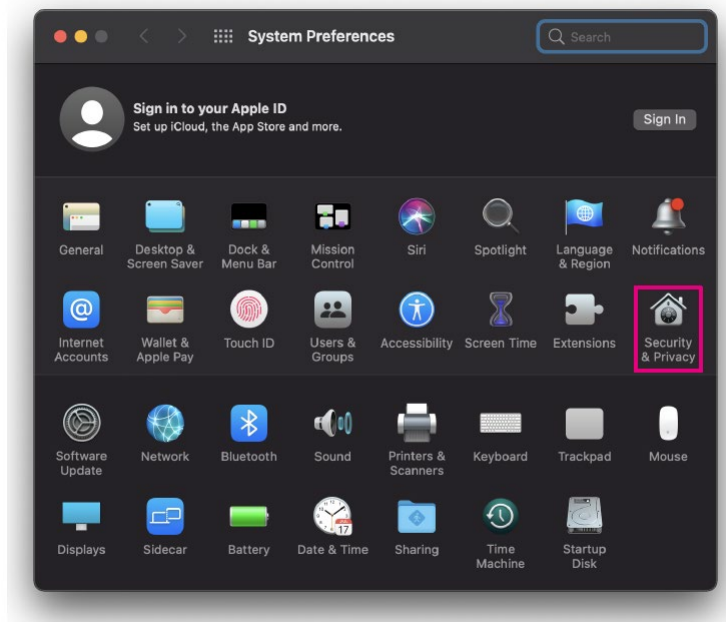 System Preferences
Search
Sign in to your Apple ID
Set up iCloud, the App Store and more.
Sign In
General
Desktop &
Screen Saver
Dock &
Menu Bar
Mission
Control
Siri
Spotlight
Language
& Region
Notifications
Internet
Accounts
Wallet &
Apple Pay
Touch ID
Users &
Groups
Accessibility
Screen Time
Extensions
Security
& Privacy
Software
Update
Network
Bluetooth
Sound
Printers &
Scanners
Keyboard
Trackpad
Mouse
Displays
Sidecar
Battery
Date & Time
Sharing
Time
Machine
Startup
Disk